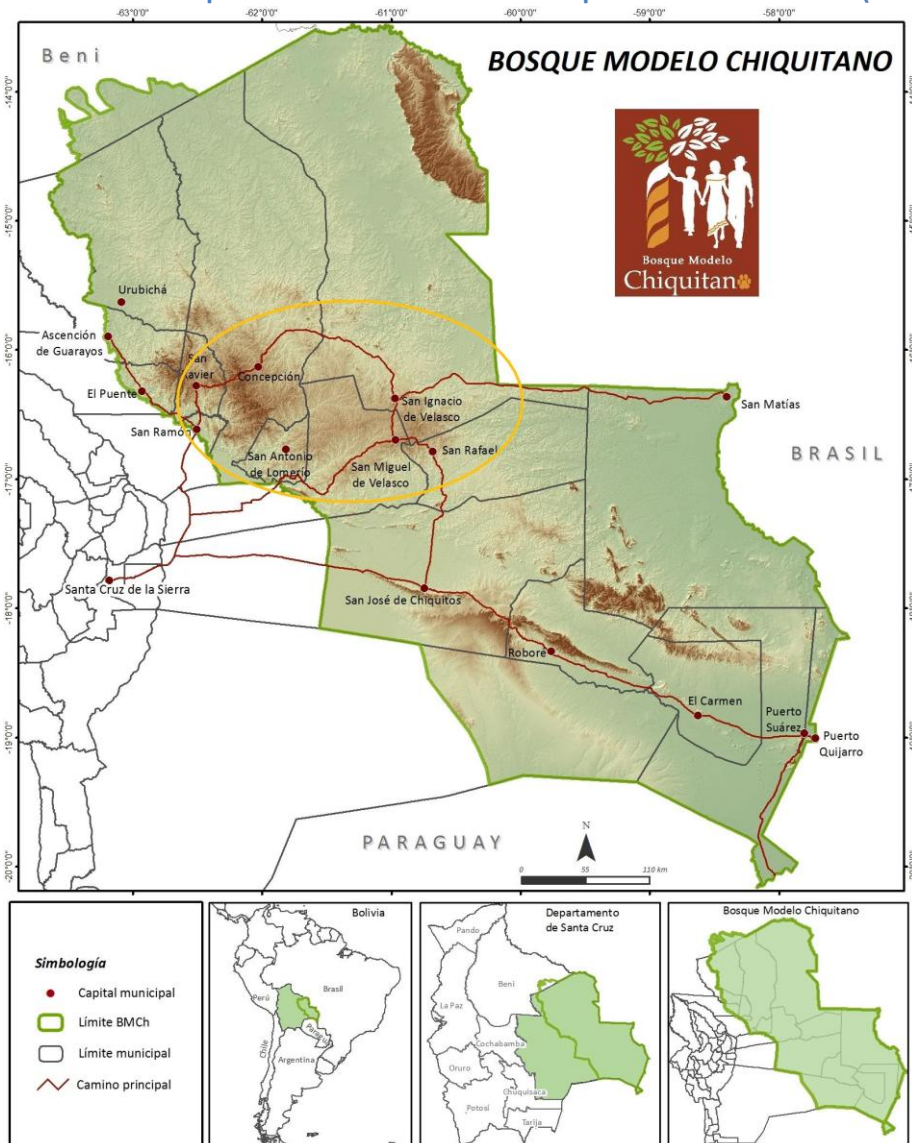 -63°0'0"
-62°0'0"
-61°0'0"
-60°0'0"
-59°0'0"
-58°0'0"
Beni
BOSQUE MODELO CHIQUITANO
-14°0'0"
Bosque Modelo
Chiquitano
-15°0'0"
Urubichá
-16°0'0"
Ascención
de Guarayos
San
Concepción
El Puente
San Ignacio
de Velasco
San Matías
San Ramón
San Rafael
BRASIL
San Antonio
de Lomerio
San Miguel
de Velasco
-17°0'0"
Santa Cruz de la Sierra
San José de Chiquitos
-18°0'0"
Roboré
El Carmen
Puerto
Suárez
Puerto
Quijarro
-19°0'0"
PARAGUAY
N
0 55 110 km
-20°0'0"
Simbología
Capital municipal
Límite BMCh
Límite municipal
Camino principal
Bolivia
Perú
Brasil
Chile
Argentina
Departamento
de Santa Cruz
Pando
Beni
La Paz
Cochabamba
Oruro
Chuquisaca
Potosí
Tarija
Bosque Modelo Chiquitano